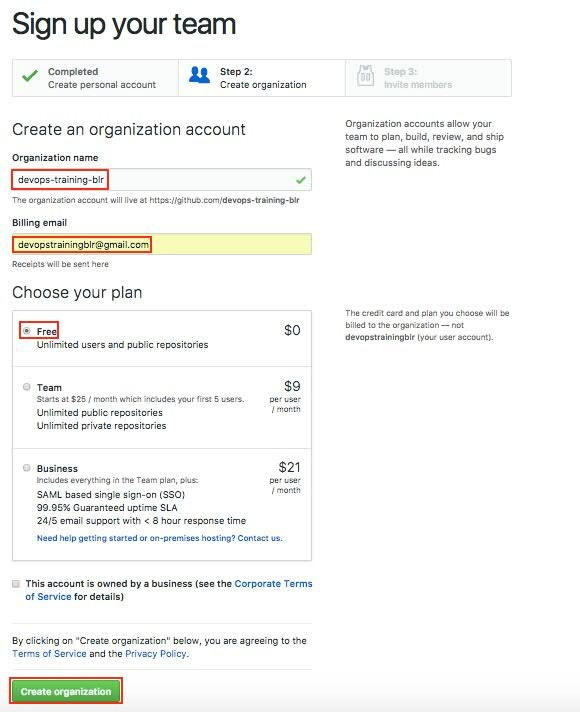 Sign up your team
Completed
Create personal account
Step 2:
Create organization
Step 3:
Invite members
Create an organization account
Organization name
devops-training-blr
The organization account will live at https://github.com/devops-training-blr
Billing email
devopstrainingblr@gmail.com
Receipts will be sent here
Organization accounts allow your
team to plan, build, review, and ship
software — all while tracking bugs
and discussing ideas.
Choose your plan
Free
$0
Unlimited users and public repositories
Team
$9
Starts at $25 / month which includes your first 5 users.
per user
/ month
Unlimited public repositories
Unlimited private repositories
Business
$21
Includes everything in the Team plan, plus:
per user
/ month
SAML based single sign-on (SSO)
99.95% Guaranteed uptime SLA
24/5 email support with < 8 hour response time
Need help getting started or on-premises hosting? Contact us.
The credit card and plan you choose will be
billed to the organization — not
devopstrainingblr (your user account).
This account is owned by a business (see the Corporate Terms
of Service for details)
By clicking on "Create organization" below, you are agreeing to the
Terms of Service and the Privacy Policy.
Create organization